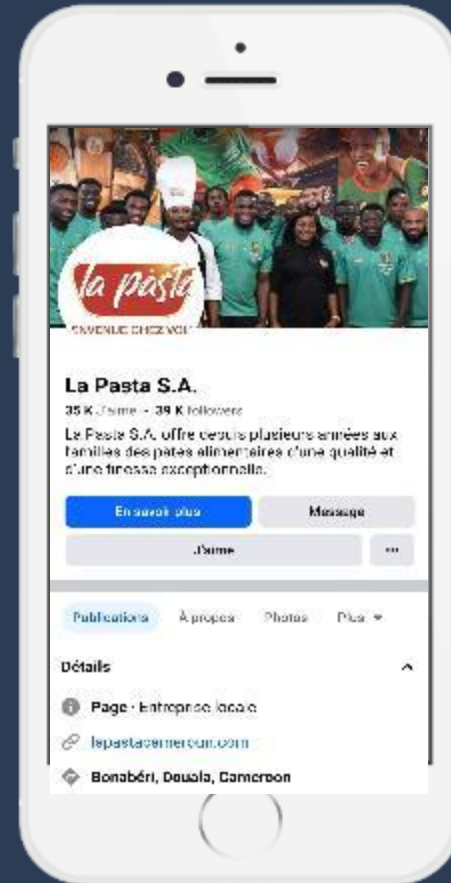 la pasta
BIENVENUE CHEZ VOUS
La Pasta S.A.
35 K J'aime • 39 K followers
La Pasta S.A. offre depuis plusieurs années aux
familles des pâtes alimentaires d'une qualité et
d'une finesse exceptionnelle.
En savoir plus
Message
J'aime
...
Publications À propos Photos Plus
Détails
Page · Entreprise locale
lapastacameroun.com
Bonabéri, Douala, Cameroon